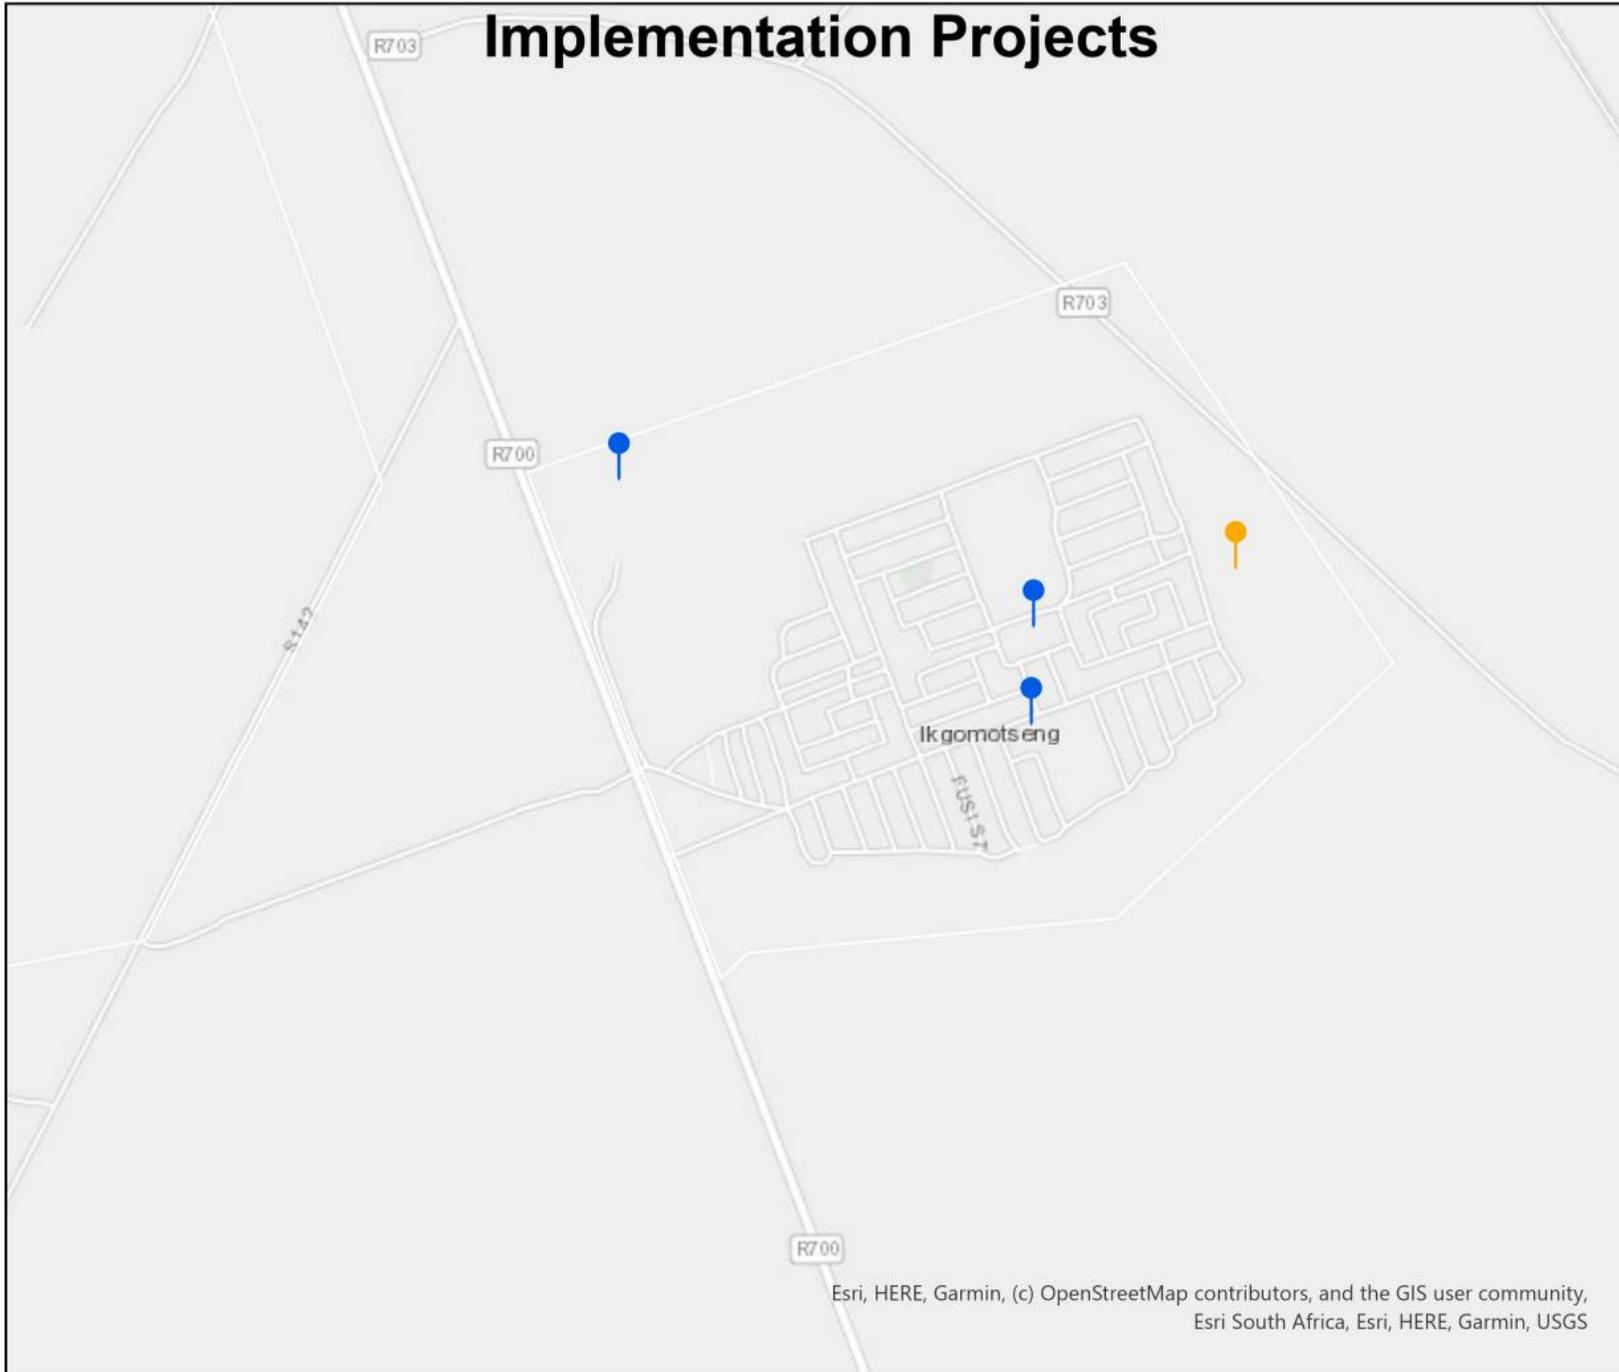 Implementation Projects
R703
R703
R700
S142
Ikgomotseng
FUSI ST
R700
Esri, HERE, Garmin, (c) OpenStreetMap contributors, and the GIS user community,
Esri South Africa, Esri, HERE, Garmin, USGS